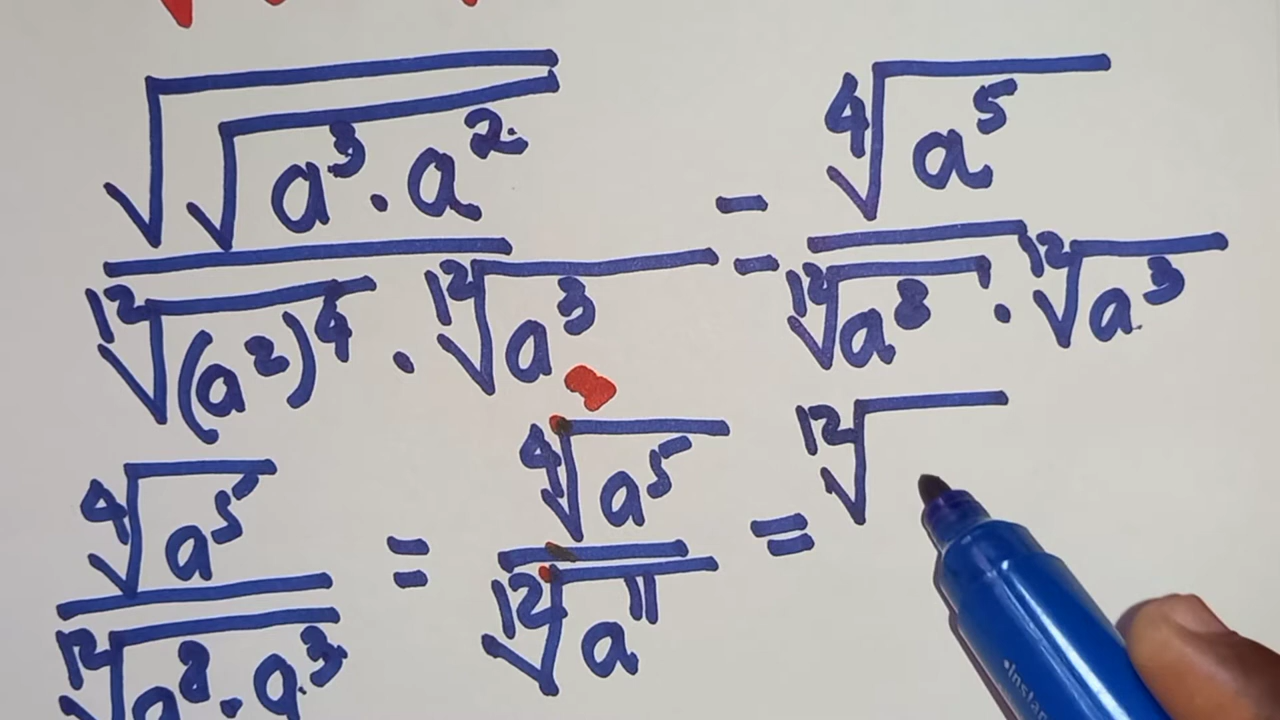 √√a³·a² / ¹²√(a²)⁴ · ¹²√a³ = ⁴√a⁵ / ¹²√a⁸ · ¹²√a³
⁴√a⁵ / ¹²√a⁸·a³ = ⁴√a⁵ / ¹²√a¹¹ = ¹²√